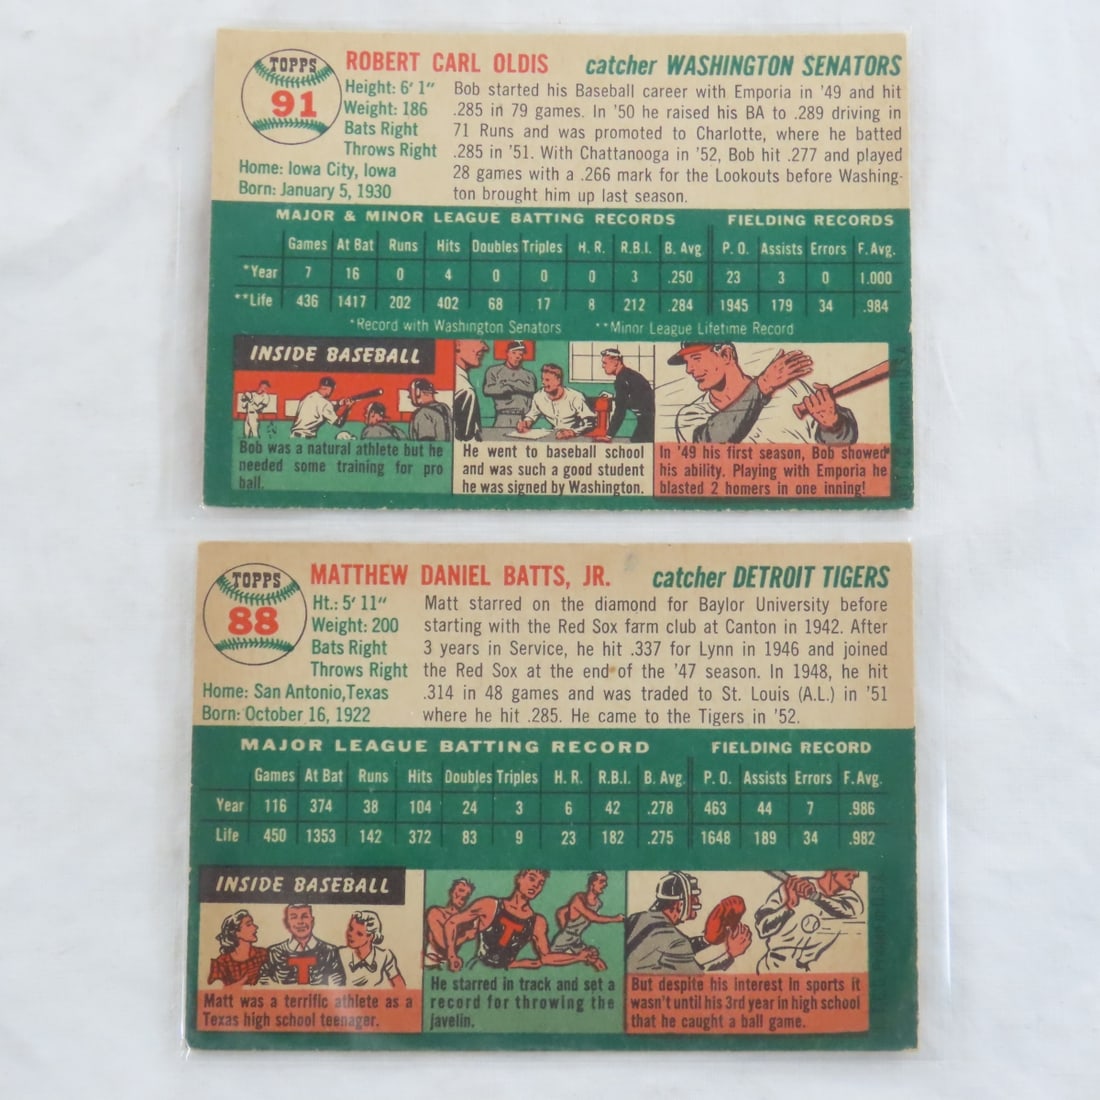 TOPPS
91
ROBERT CARL OLDIS catcher WASHINGTON SENATORS
Height: 6' 1"
Weight: 186
Bats Right
Throws Right
Home: Iowa City, Iowa
Born: January 5, 1930
Bob started his Baseball career with Emporia in '49 and hit
.285 in 79 games. In '50 he raised his BA to .289 driving in
71 Runs and was promoted to Charlotte, where he batted
.285 in '51. With Chattanooga in '52, Bob hit .277 and played
28 games with a .266 mark for the Lookouts before Washing-
ton brought him up last season.
MAJOR & MINOR LEAGUE BATTING RECORDS FIELDING RECORDS
Games At Bat Runs Hits Doubles Triples H. R. R.B.I. B. Avg. P. O. Assists Errors F. Avg.
*Year 7 16 0 4 0 0 0 3 .250 23 3 0 1.000
**Life 436 1417 202 402 68 17 8 212 .284 1945 179 34 .984
*Record with Washington Senators **Minor League Lifetime Record
INSIDE BASEBALL
Bob was a natural athlete but he
needed some training for pro
ball.
He went to baseball school
and was such a good student
he was signed by Washington.
In '49 his first season, Bob showed
his ability. Playing with Emporia he
blasted 2 homers in one inning!
Printed in U.S.A.
TOPPS
88
MATTHEW DANIEL BATTS, JR. catcher DETROIT TIGERS
Ht.: 5' 11"
Weight: 200
Bats Right
Throws Right
Home: San Antonio, Texas
Born: October 16, 1922
Matt starred on the diamond for Baylor University before
starting with the Red Sox farm club at Canton in 1942. After
3 years in Service, he hit .337 for Lynn in 1946 and joined
the Red Sox at the end of the '47 season. In 1948, he hit
.314 in 48 games and was traded to St. Louis (A.L.) in '51
where he hit .285. He came to the Tigers in '52.
MAJOR LEAGUE BATTING RECORD FIELDING RECORD
Games At Bat Runs Hits Doubles Triples H. R. R.B.I. B. Avg. P. O. Assists Errors F. Avg.
Year 116 374 38 104 24 3 6 42 .278 463 44 7 .986
Life 450 1353 142 372 83 9 23 182 .275 1648 189 34 .982
INSIDE BASEBALL
T
T
Matt was a terrific athlete as a
Texas high school teenager.
He starred in track and set a
record for throwing the
javelin.
But despite his interest In sports it
wasn't until his 3rd year in high school
that he caught a ball game.